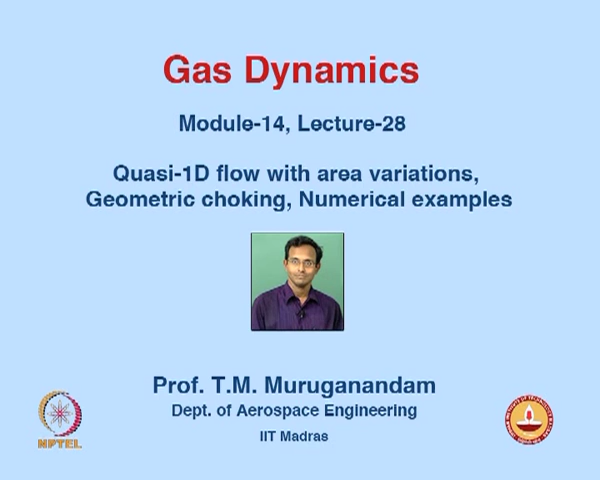 Gas Dynamics
Module-14, Lecture-28
Quasi-1D flow with area variations,
Geometric choking, Numerical examples
Prof. T.M. Muruganandam
Dept. of Aerospace Engineering
IIT Madras
NPTEL